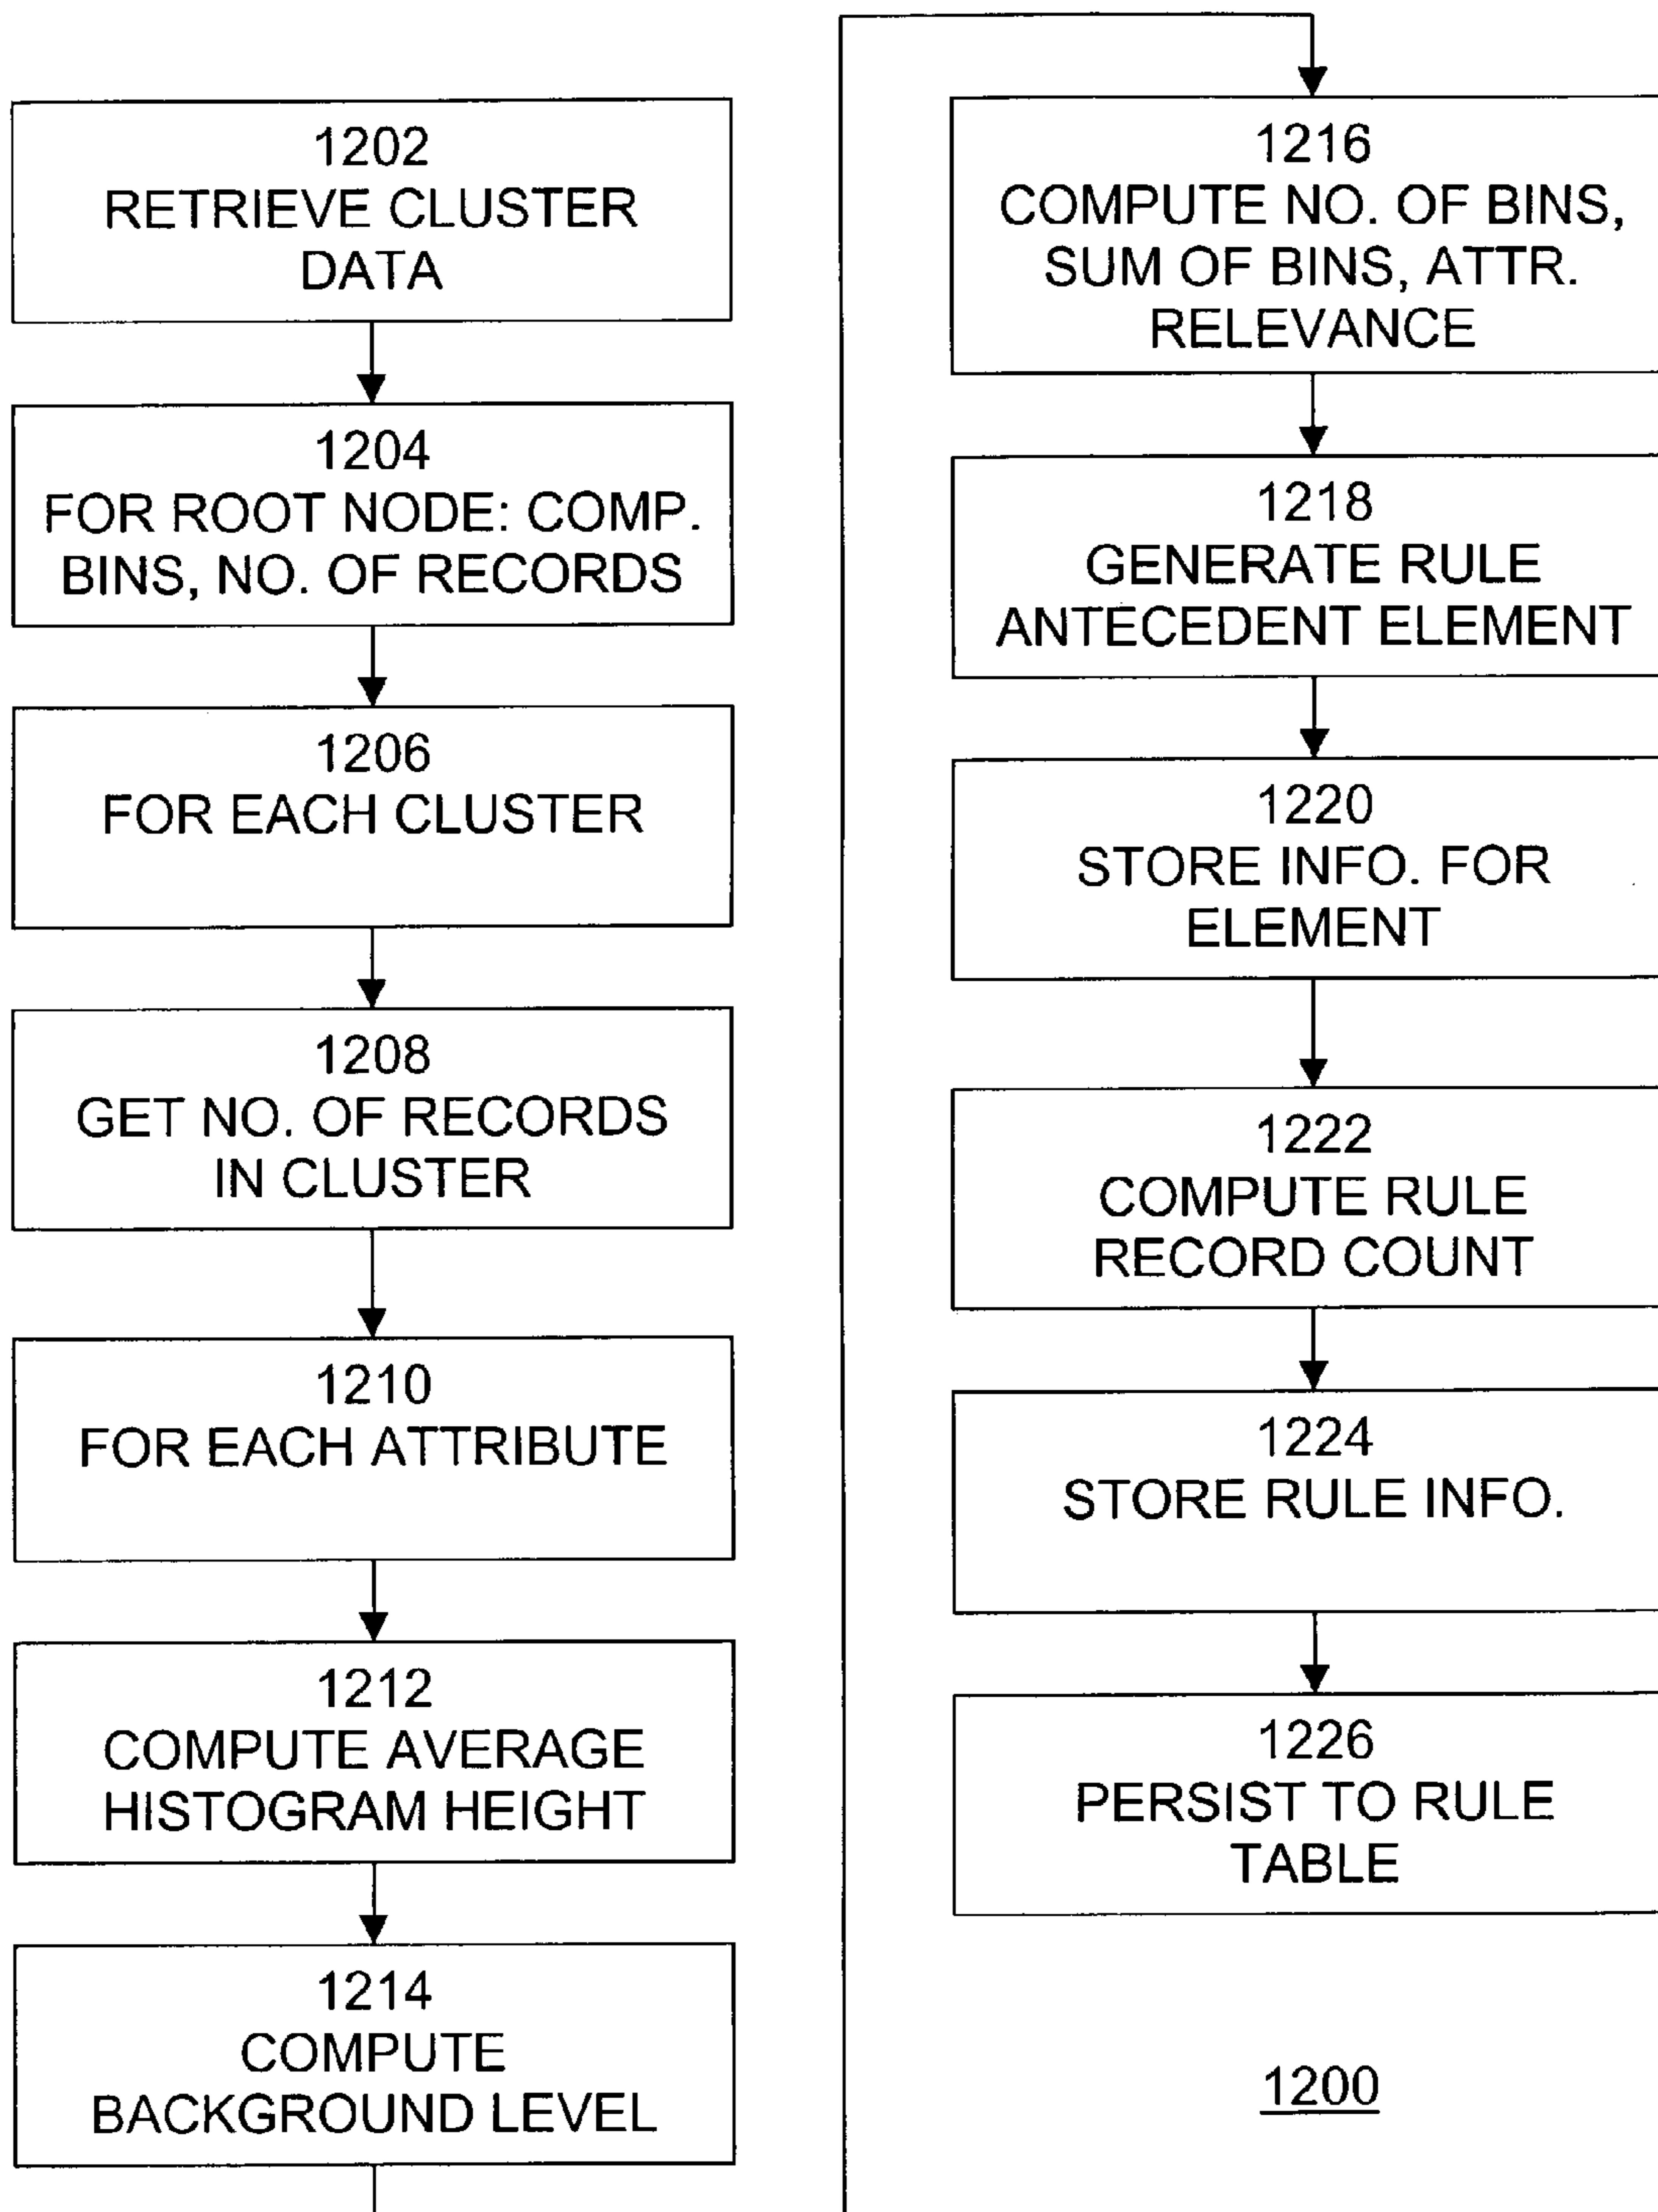 1202
RETRIEVE CLUSTER
DATA
1204
FOR ROOT NODE: COMP.
BINS, NO. OF RECORDS
1206
FOR EACH CLUSTER
1208
GET NO. OF RECORDS
IN CLUSTER
1210
FOR EACH ATTRIBUTE
1212
COMPUTE AVERAGE
HISTOGRAM HEIGHT
1214
COMPUTE
BACKGROUND LEVEL
1216
COMPUTE NO. OF BINS,
SUM OF BINS, ATTR.
RELEVANCE
1218
GENERATE RULE
ANTECEDENT ELEMENT
1220
STORE INFO. FOR
ELEMENT
1222
COMPUTE RULE
RECORD COUNT
1224
STORE RULE INFO.
1226
PERSIST TO RULE
TABLE
1200